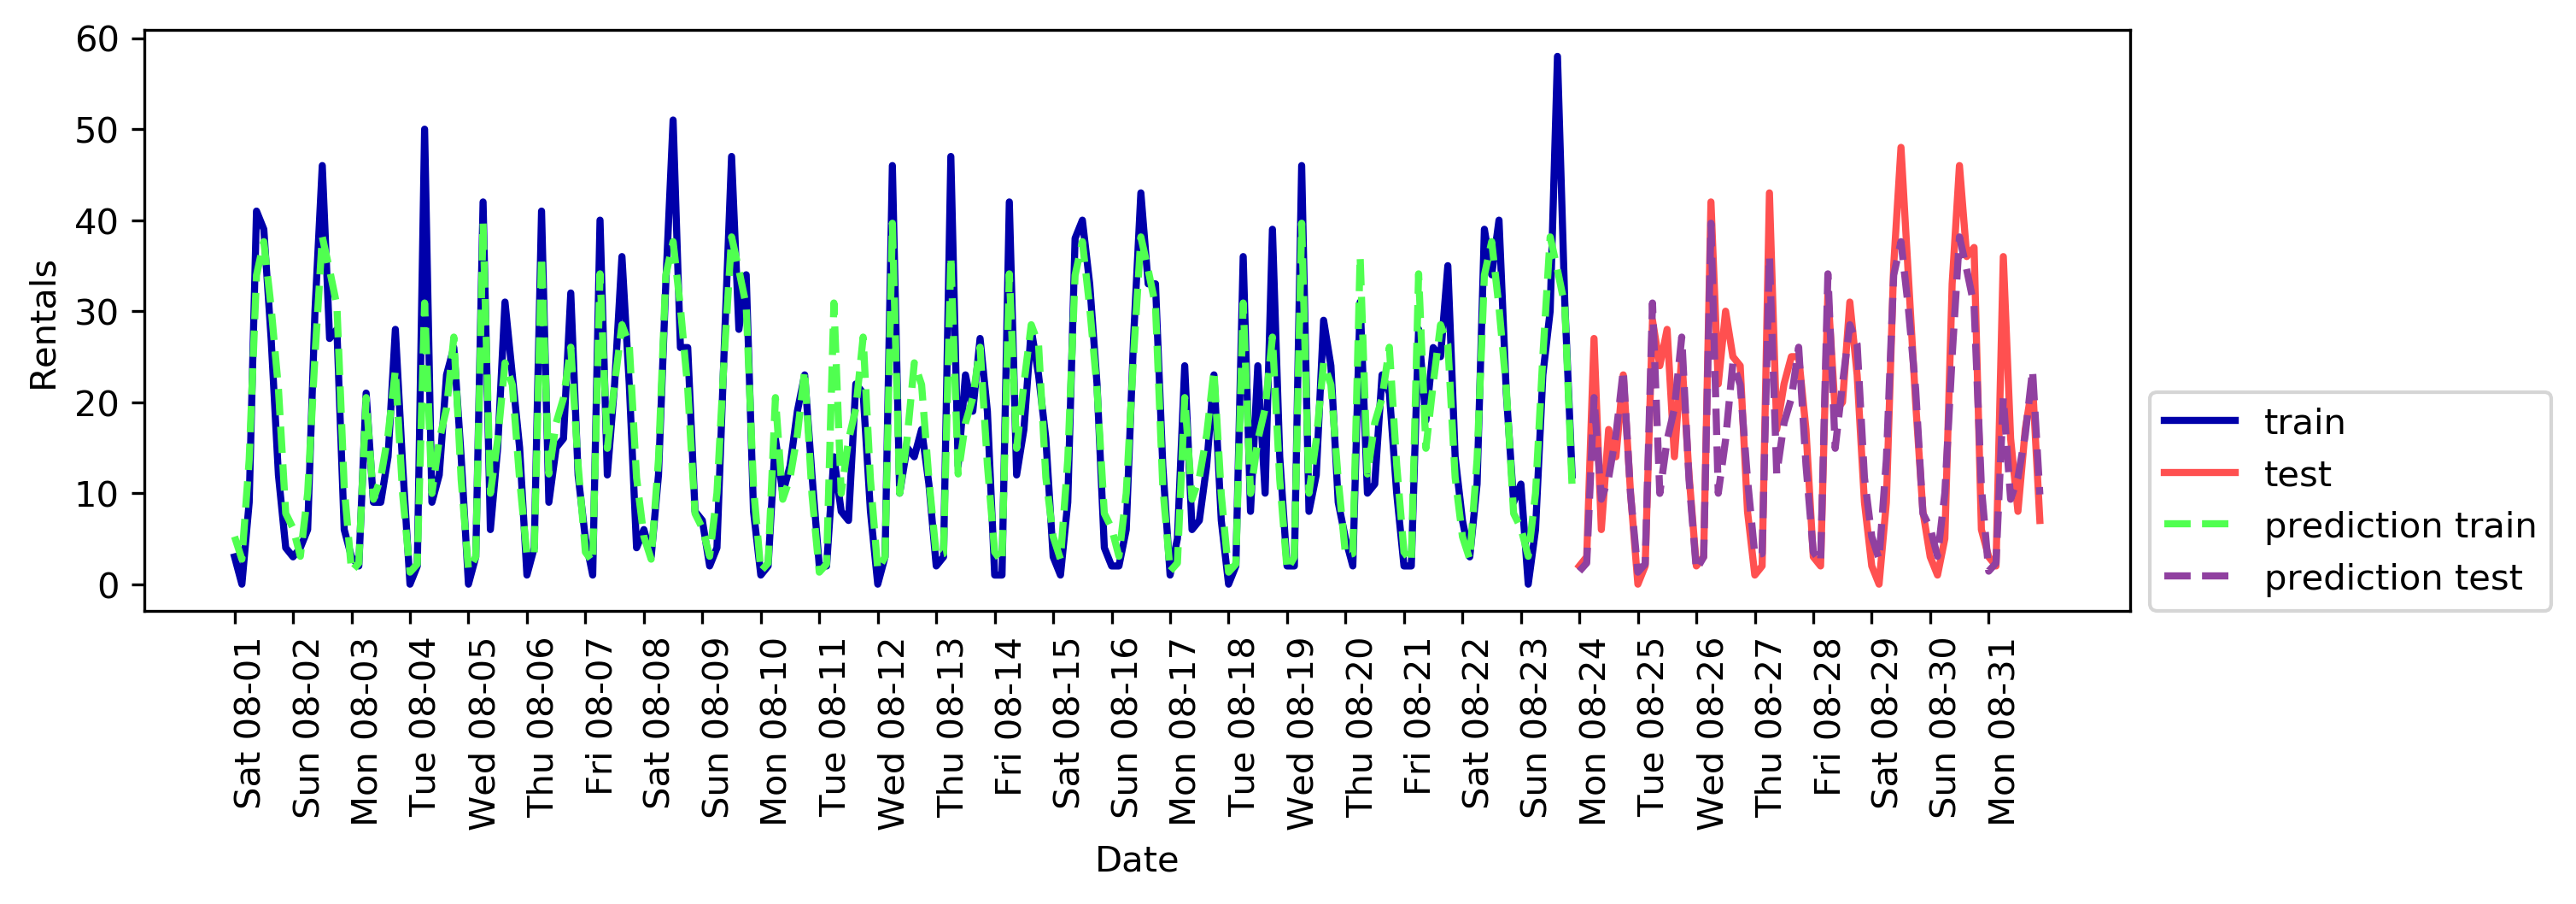 60
50
40
30
20
10
0
Rentals
Sat 08-01
Sun 08-02
Mon 08-03
Tue 08-04
Wed 08-05
Thu 08-06
Fri 08-07
Sat 08-08
Sun 08-09
Mon 08-10
Tue 08-11
Wed 08-12
Thu 08-13
Fri 08-14
Sat 08-15
Sun 08-16
Mon 08-17
Tue 08-18
Wed 08-19
Thu 08-20
Fri 08-21
Sat 08-22
Sun 08-23
Mon 08-24
Tue 08-25
Wed 08-26
Thu 08-27
Fri 08-28
Sat 08-29
Sun 08-30
Mon 08-31
Date
train
test
prediction train
prediction test